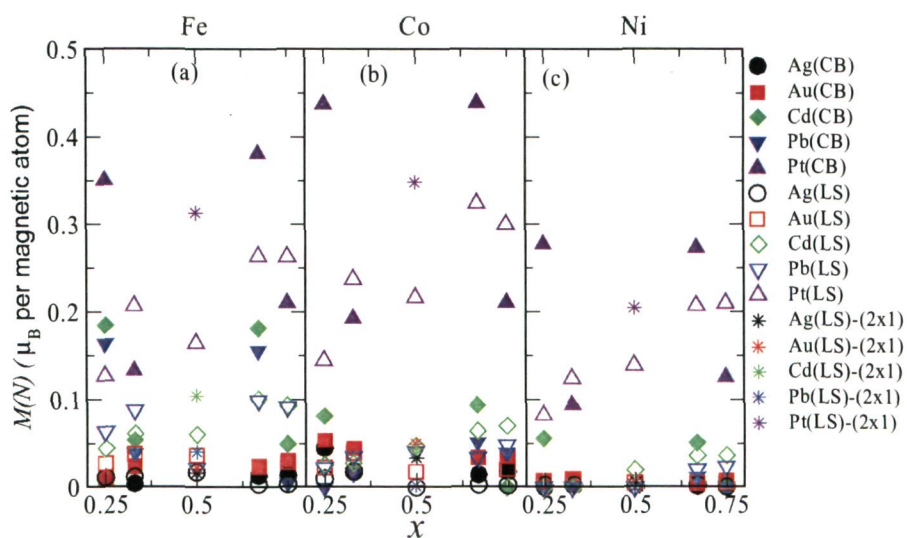 Fe Co Ni
(a) (b) (c)
0.5
0.4
0.3
0.2
0.1
0
M(N) (μB per magnetic atom)
0.25 0.5 0.25 0.5 0.25 0.5 0.75
x
Ag(CB)
Au(CB)
Cd(CB)
Pb(CB)
Pt(CB)
Ag(LS)
Au(LS)
Cd(LS)
Pb(LS)
Pt(LS)
Ag(LS)-(2x1)
Au(LS)-(2x1)
Cd(LS)-(2x1)
Pb(LS)-(2x1)
Pt(LS)-(2x1)